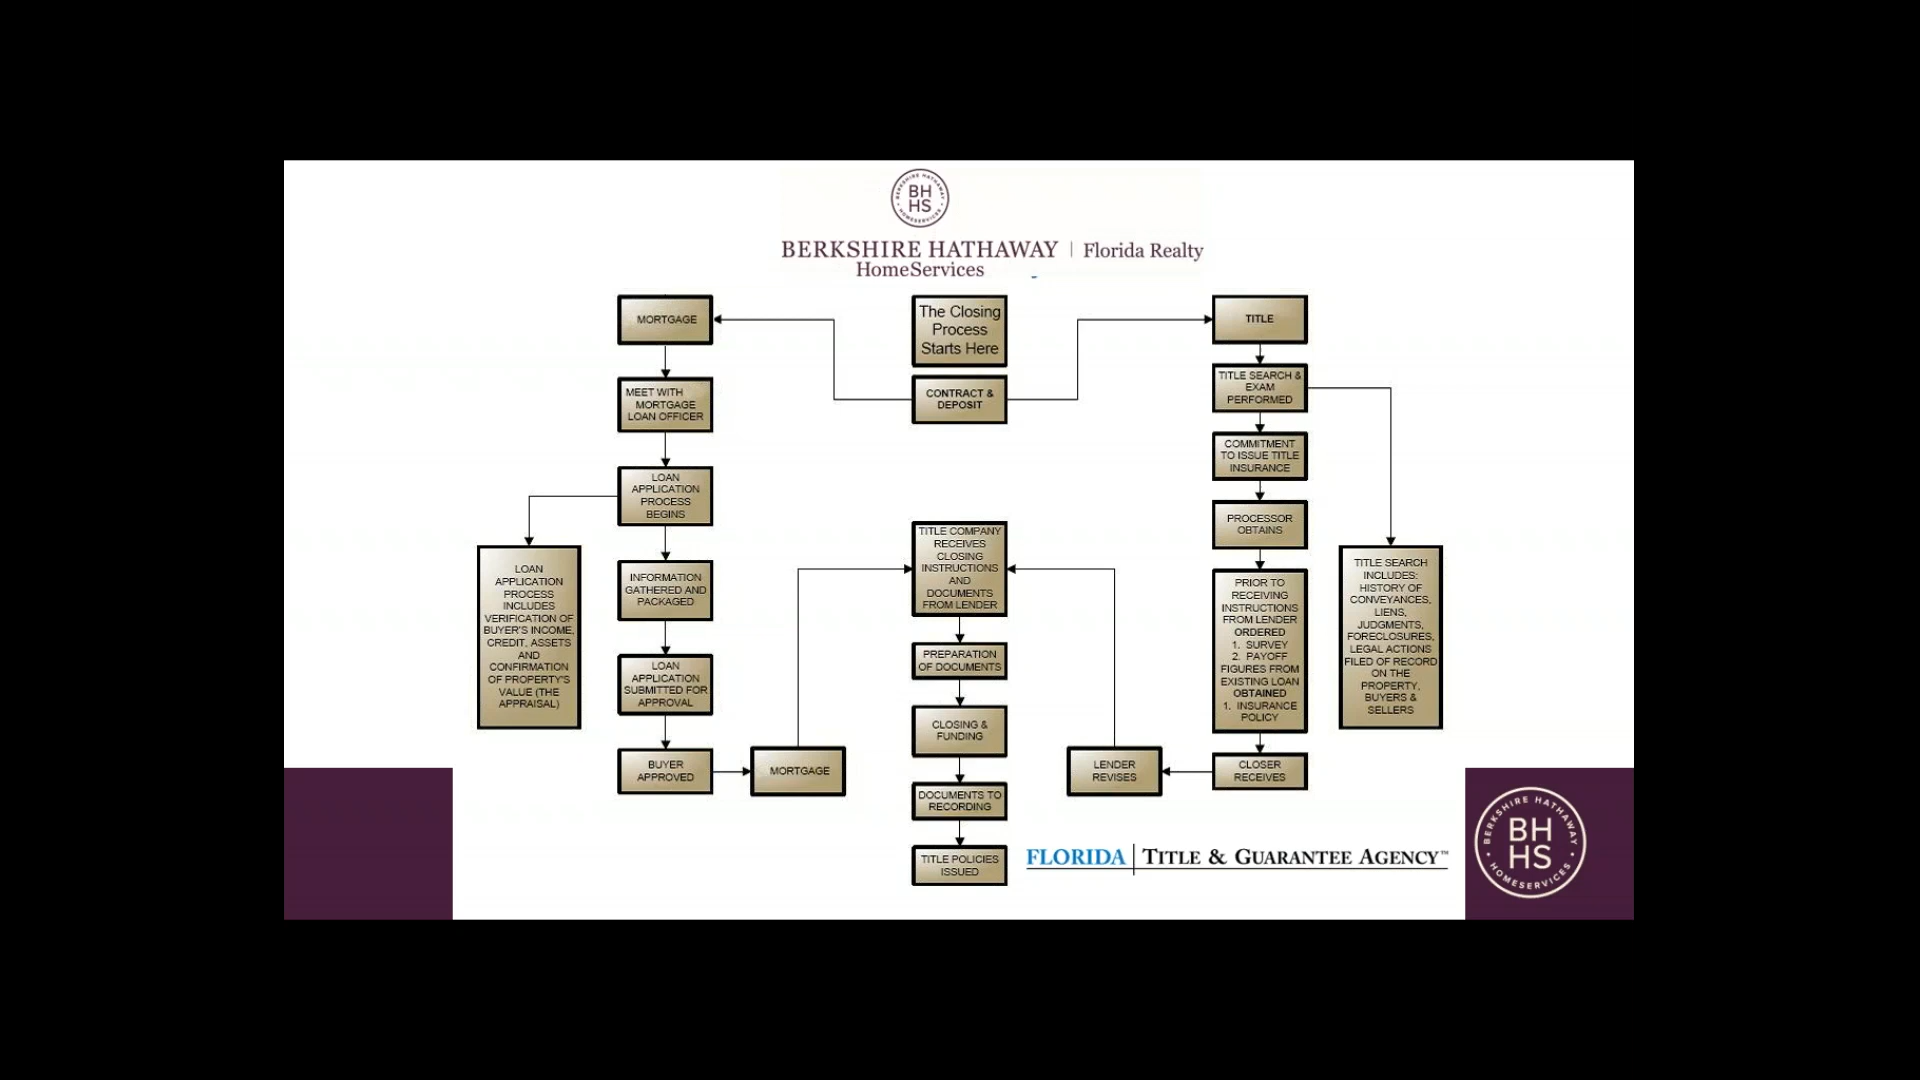 BH
HS
BERKSHIRE HATHAWAY
HOMESERVICES
BERKSHIRE HATHAWAY | Florida Realty
HomeServices
The Closing
Process
Starts Here
CONTRACT &
DEPOSIT
MORTGAGE
MEET WITH
MORTGAGE
LOAN OFFICER
LOAN
APPLICATION
PROCESS
BEGINS
LOAN
APPLICATION
PROCESS
INCLUDES
VERIFICATION OF
BUYER'S INCOME,
CREDIT, ASSETS
AND
CONFIRMATION
OF PROPERTY'S
VALUE (THE
APPRAISAL)
INFORMATION
GATHERED AND
PACKAGED
LOAN
APPLICATION
SUBMITTED FOR
APPROVAL
BUYER
APPROVED
MORTGAGE
TITLE
TITLE SEARCH &
EXAM
PERFORMED
COMMITMENT
TO ISSUE TITLE
INSURANCE
PROCESSOR
OBTAINS
PRIOR TO
RECEIVING
INSTRUCTIONS
FROM LENDER
ORDERED
1. SURVEY
2. PAYOFF
FIGURES FROM
EXISTING LOAN
OBTAINED
1. INSURANCE
POLICY
TITLE SEARCH
INCLUDES:
HISTORY OF
CONVEYANCES,
LIENS,
JUDGMENTS,
FORECLOSURES,
LEGAL ACTIONS
FILED OF RECORD
ON THE
PROPERTY,
BUYERS &
SELLERS
CLOSER
RECEIVES
LENDER
REVISES
TITLE COMPANY
RECEIVES
CLOSING
INSTRUCTIONS
AND
DOCUMENTS
FROM LENDER
PREPARATION
OF DOCUMENTS
CLOSING &
FUNDING
DOCUMENTS TO
RECORDING
TITLE POLICIES
ISSUED
FLORIDA | TITLE & GUARANTEE AGENCY™
BERKSHIRE HATHAWAY
BH
HS
HOMESERVICES